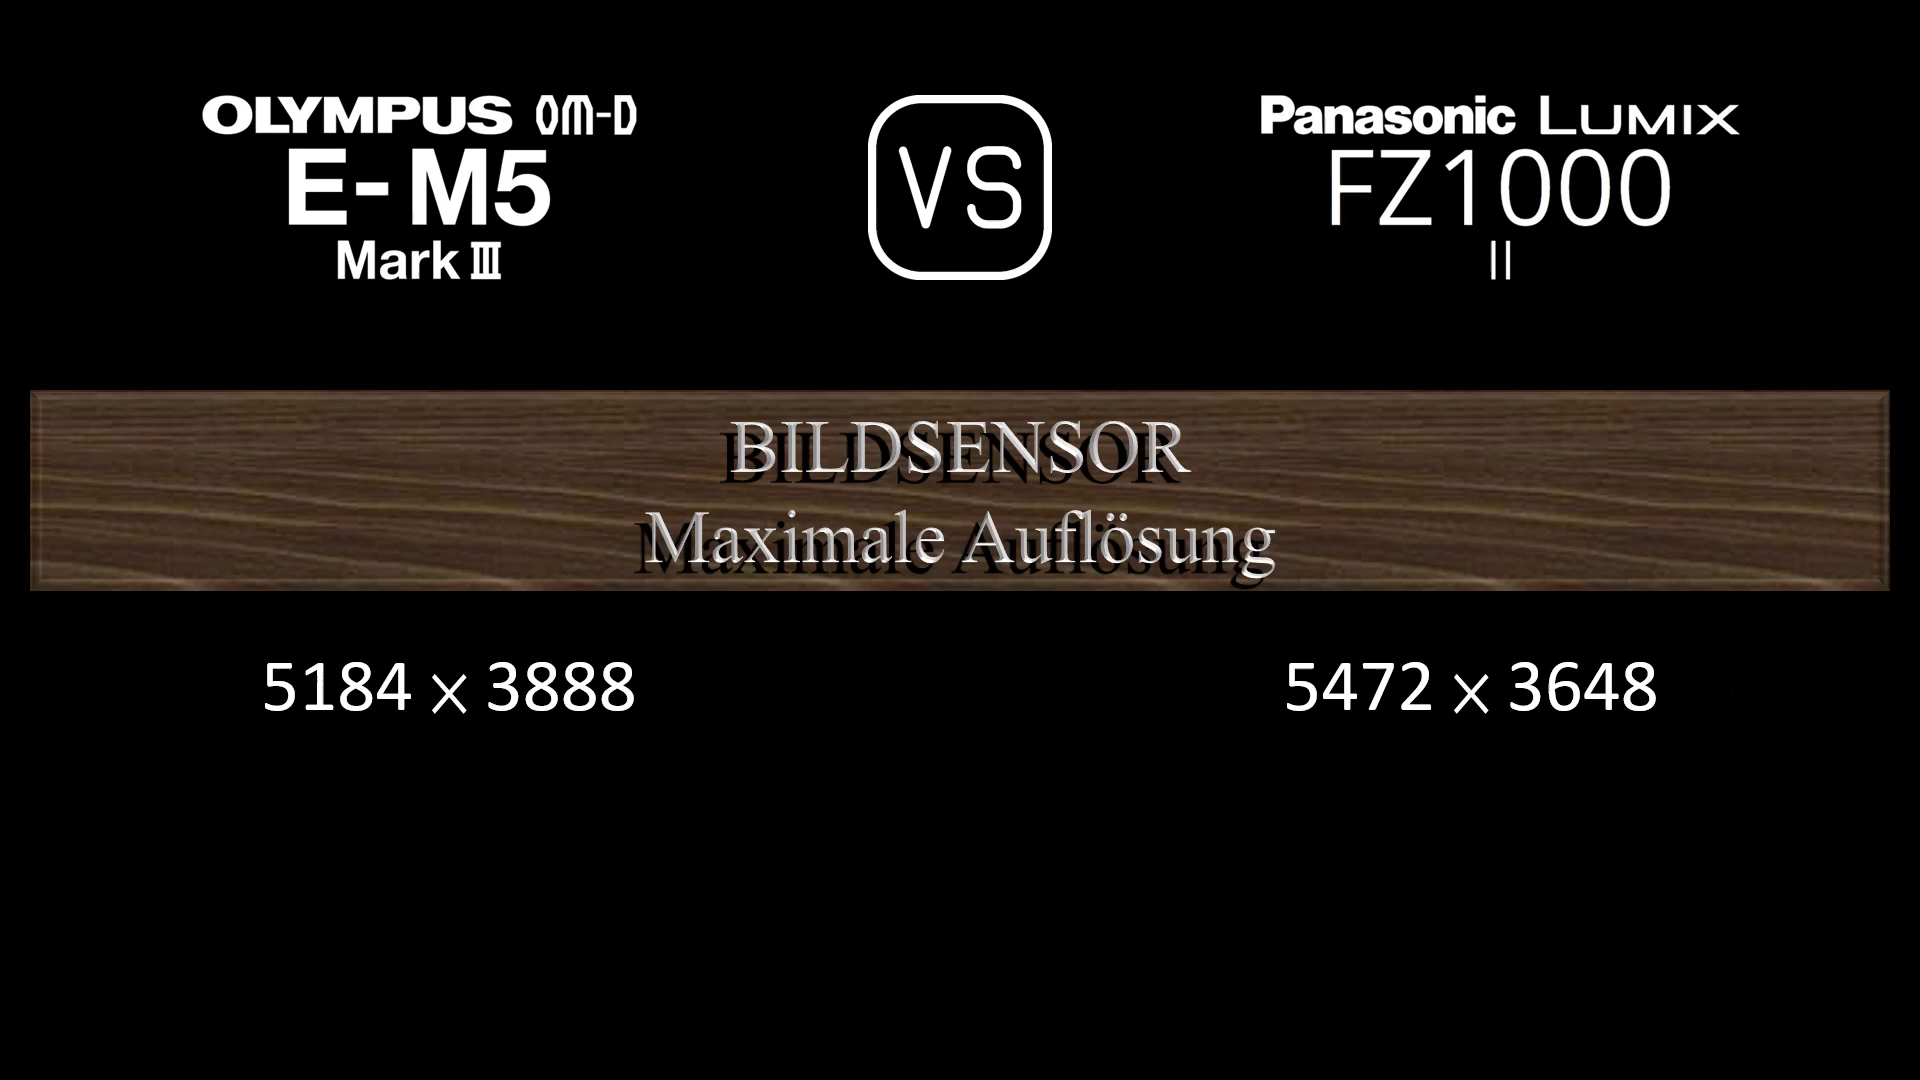 OLYMPUS OM-D
E-M5
Mark III
VS
Panasonic LUMIX
FZ1000
II
BILDSENSOR
Maximale Auflösung
5184 x 3888
5472 x 3648